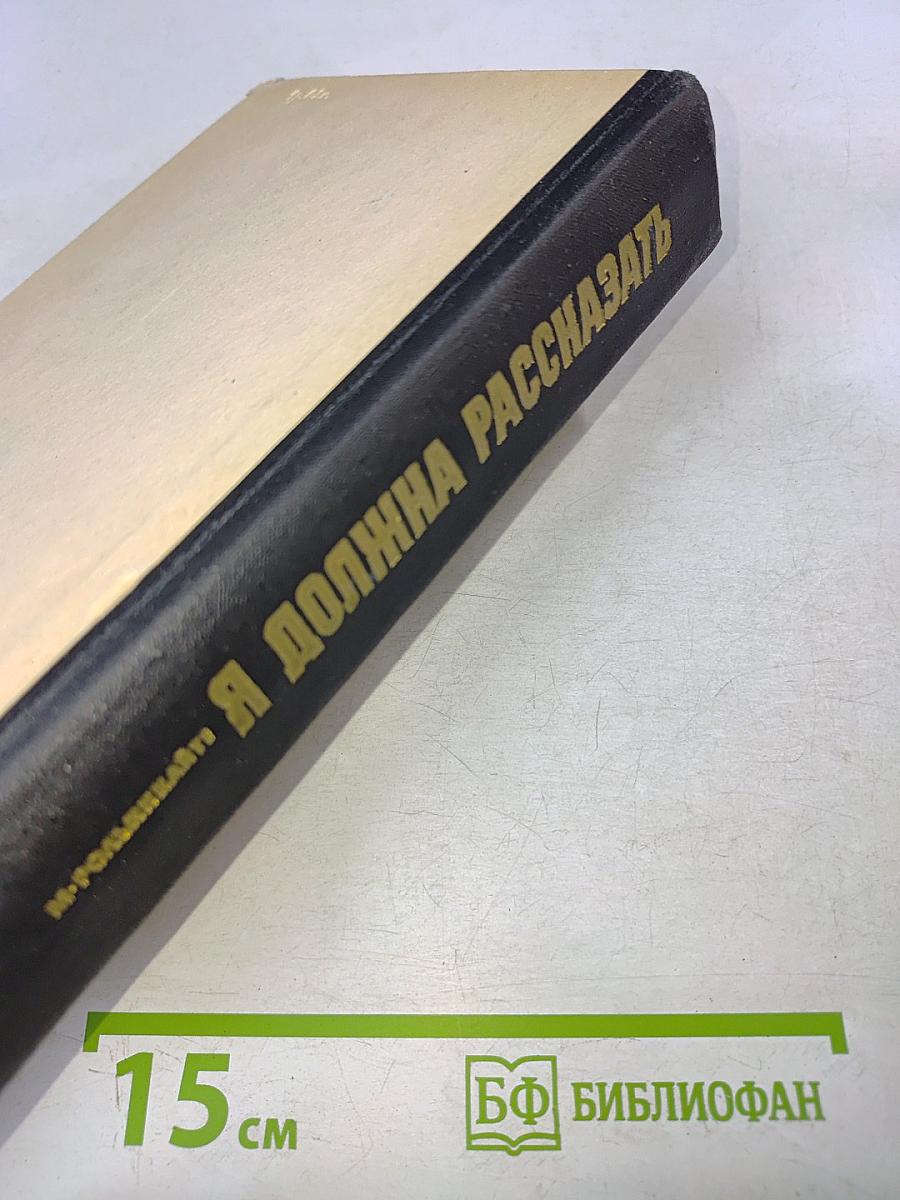 М·РОЛЬНИКАЙТЕ
Я ДОЛЖНА РАССКАЗАТЬ
15 см
БФ БИБЛИОФАН